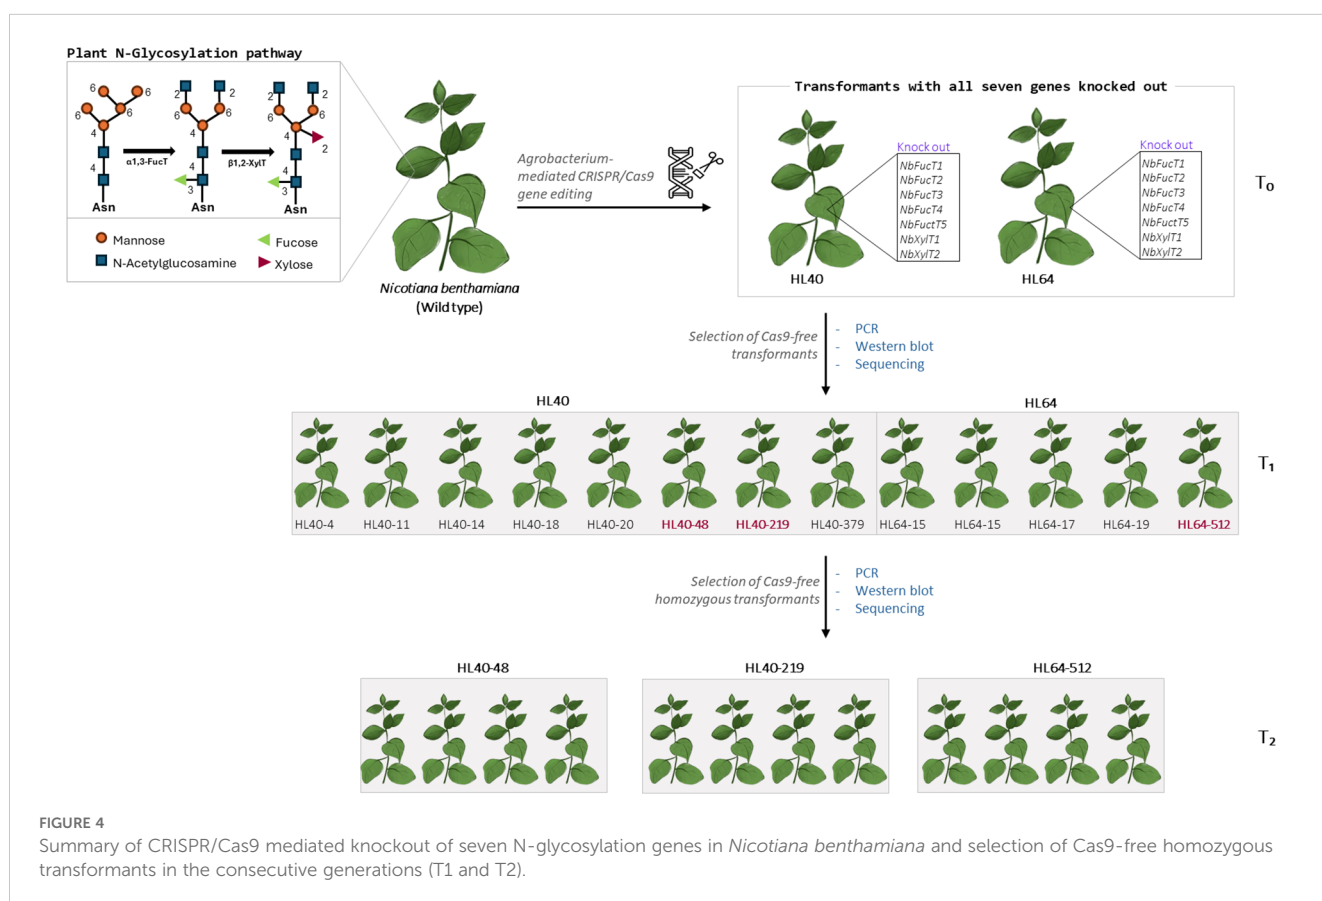 Plant N-Glycosylation pathway
6
6
6
6
4
4
Asn
α1,3-FucT
2
2
6
6
4
4
3
Asn
β1,2-XylT
2
2
6
6
4
2
4
3
Asn
Mannose
Fucose
N-Acetylglucosamine
Xylose
Nicotiana benthamiana
(Wild type)
Agrobacterium-
mediated CRISPR/Cas9
gene editing
Transformants with all seven genes knocked out
Knock out
NbFucT1
NbFucT2
NbFucT3
NbFucT4
NbFuctT5
NbXylT1
NbXylT2
HL40
Knock out
NbFucT1
NbFucT2
NbFucT3
NbFucT4
NbFuctT5
NbXylT1
NbXylT2
HL64
T₀
Selection of Cas9-free
transformants
- PCR
- Western blot
- Sequencing
HL40
HL64
HL40-4 HL40-11 HL40-14 HL40-18 HL40-20 HL40-48 HL40-219 HL40-379 HL64-15 HL64-15 HL64-17 HL64-19 HL64-512
T₁
Selection of Cas9-free
homozygous transformants
- PCR
- Western blot
- Sequencing
HL40-48 HL40-219 HL64-512
T₂
FIGURE 4
Summary of CRISPR/Cas9 mediated knockout of seven N-glycosylation genes in Nicotiana benthamiana and selection of Cas9-free homozygous
transformants in the consecutive generations (T1 and T2).